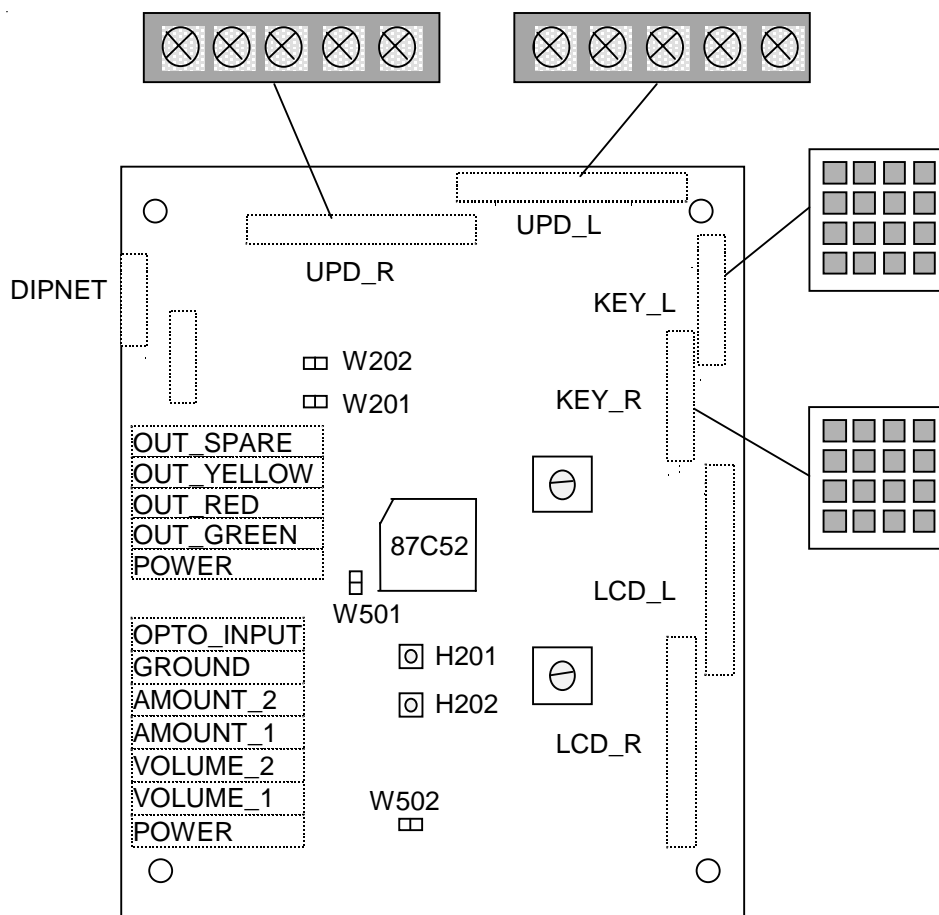 UPD_L
UPD_R
DIPNET
KEY_L
W202
KEY_R
W201
OUT_SPARE
OUT_YELLOW
OUT_RED
OUT_GREEN
POWER
87C52
LCD_L
W501
OPTO_INPUT
GROUND
AMOUNT_2
AMOUNT_1
VOLUME_2
VOLUME_1
POWER
H201
H202
LCD_R
W502